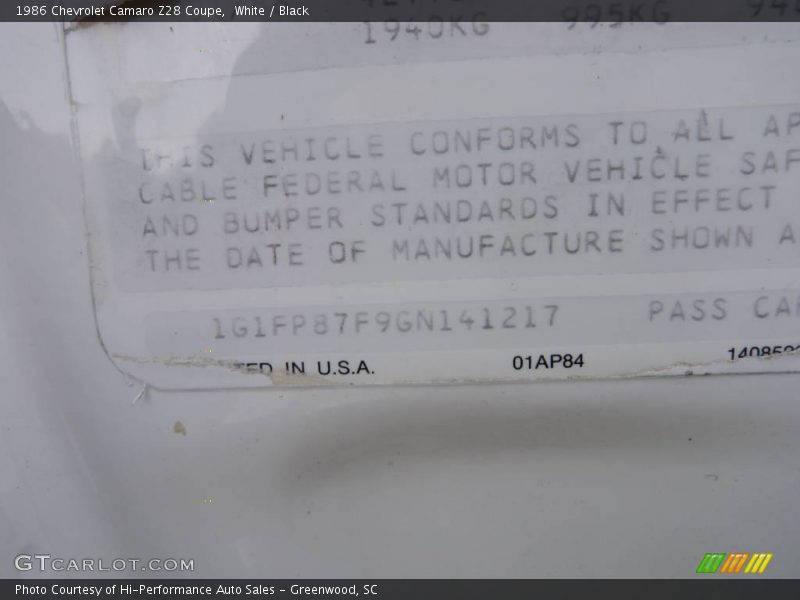 1986 Chevrolet Camaro Z28 Coupe, White / Black
1940KG 995KG
THIS VEHICLE CONFORMS TO ALL AP
CABLE FEDERAL MOTOR VEHICLE SAF
AND BUMPER STANDARDS IN EFFECT
THE DATE OF MANUFACTURE SHOWN A
1G1FP87F9GN141217 PASS CAR
IN U.S.A. 01AP84
GTCARLOT.COM
Photo Courtesy of Hi-Performance Auto Sales - Greenwood, SC